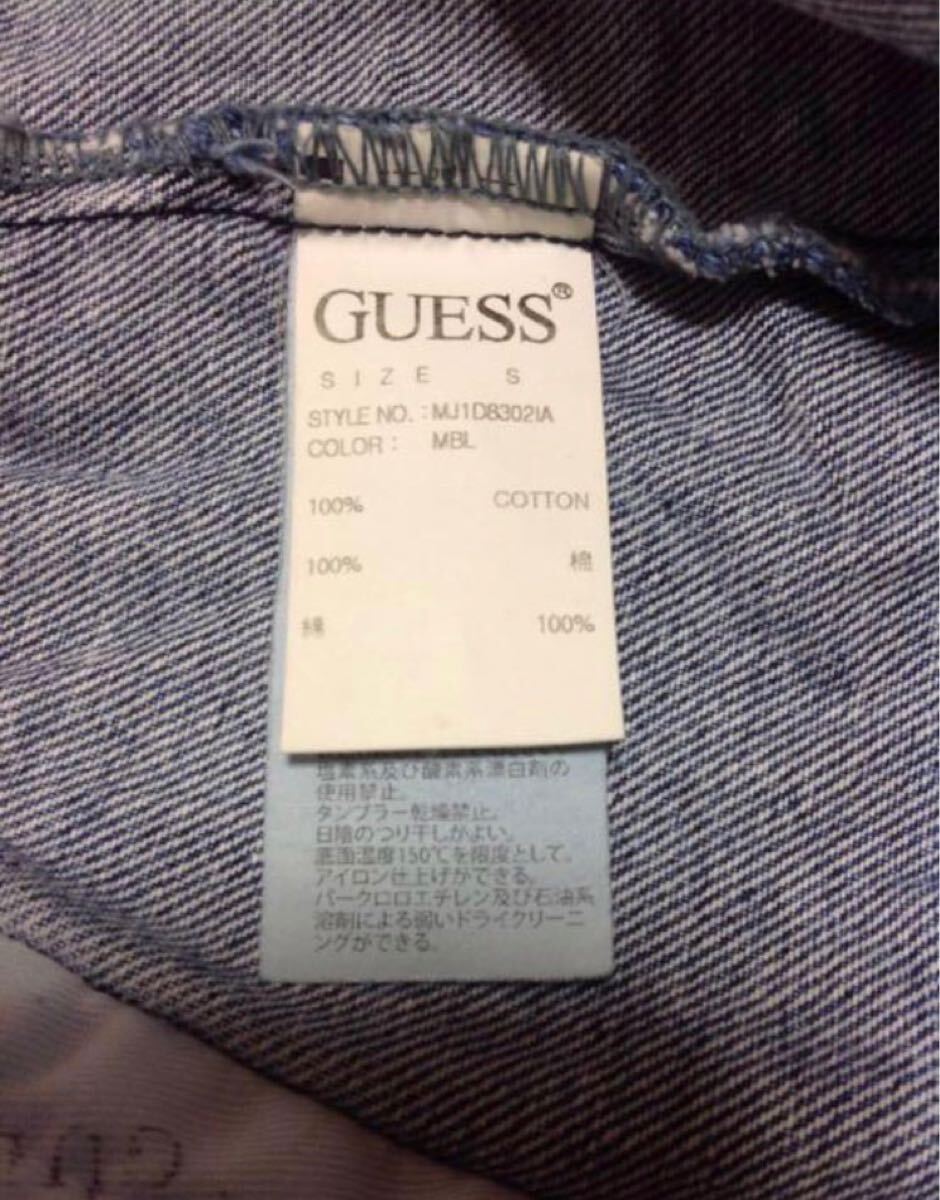 GUESS®
SIZE S
STYLE NO. : MJ1D8302IA
COLOR : MBL
100% COTTON
100% 棉
綿 100%
塩素系及び酸素系漂白剤の
使用禁止。
タンブラー乾燥禁止。
日陰のつり干しがよい。
底面温度150℃を限度として、
アイロン仕上げができる。
パークロロエチレン及び石油系
溶剤による弱いドライクリーニ
ングができる。